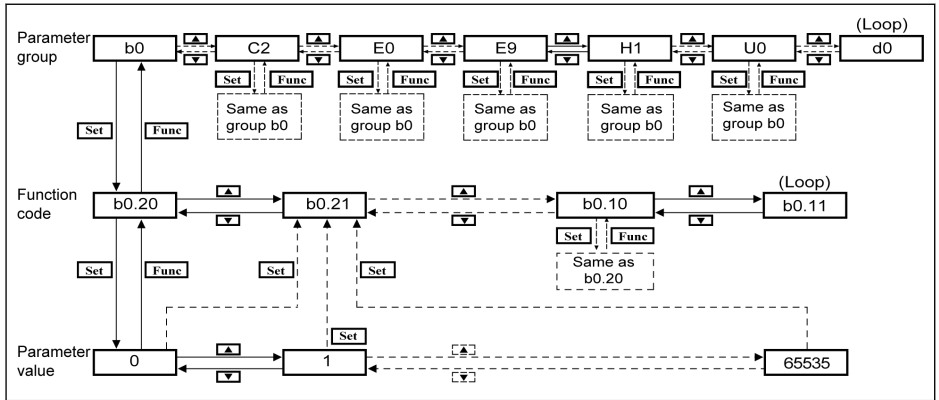 (Loop)
Parameter group
b0
▲
▼
C2
▲
▼
E0
▲
▼
E9
▲
▼
H1
▲
▼
U0
▲
▼
d0
Set Func
Set Func
Set Func
Set Func
Set Func
Same as
group b0
Same as
group b0
Same as
group b0
Same as
group b0
Same as
group b0
Set Func
(Loop)
Function
code
b0.20
▲
▼
b0.21
▲
▼
b0.10
▲
▼
b0.11
Set Func
Same as
b0.20
Set Func
Set
Set
Set
Parameter
value
0
▲
▼
1
▲
▼
65535